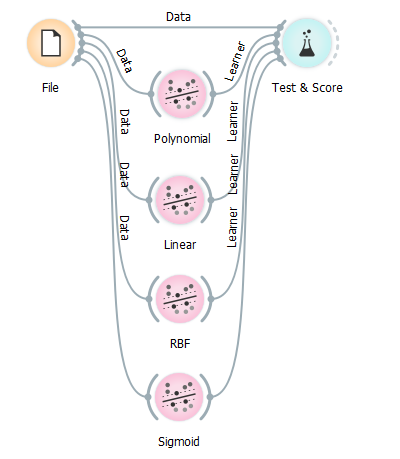 Data
File
Test & Score
Data
Learner
Polynomial
Data
Learner
Data
Learner
Linear
Data
Learner
RBF
Sigmoid